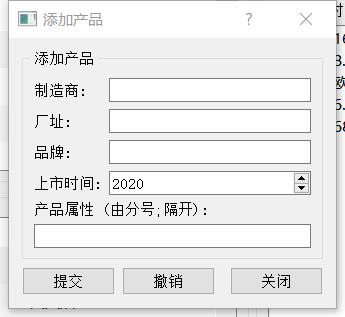 添加产品
?
添加产品
制造商:
厂址:
品牌:
上市时间: 2020
产品属性 (由分号;隔开):
提交 撤销 关闭